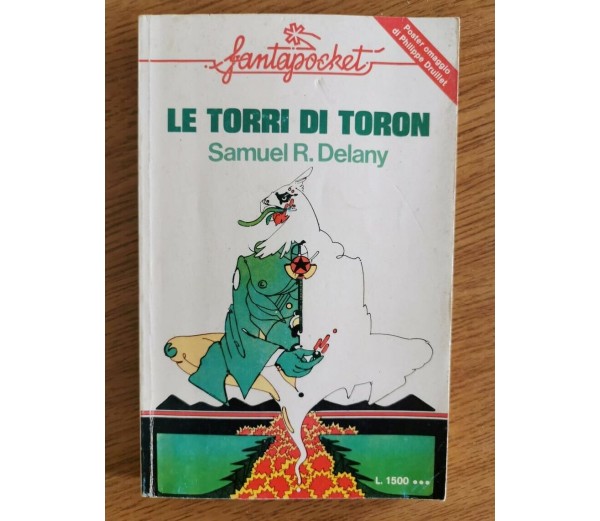 fantapocket
Poster omaggio
di Philippe Druillet
LE TORRI DI TORON
Samuel R. Delany
L. 1500 •••